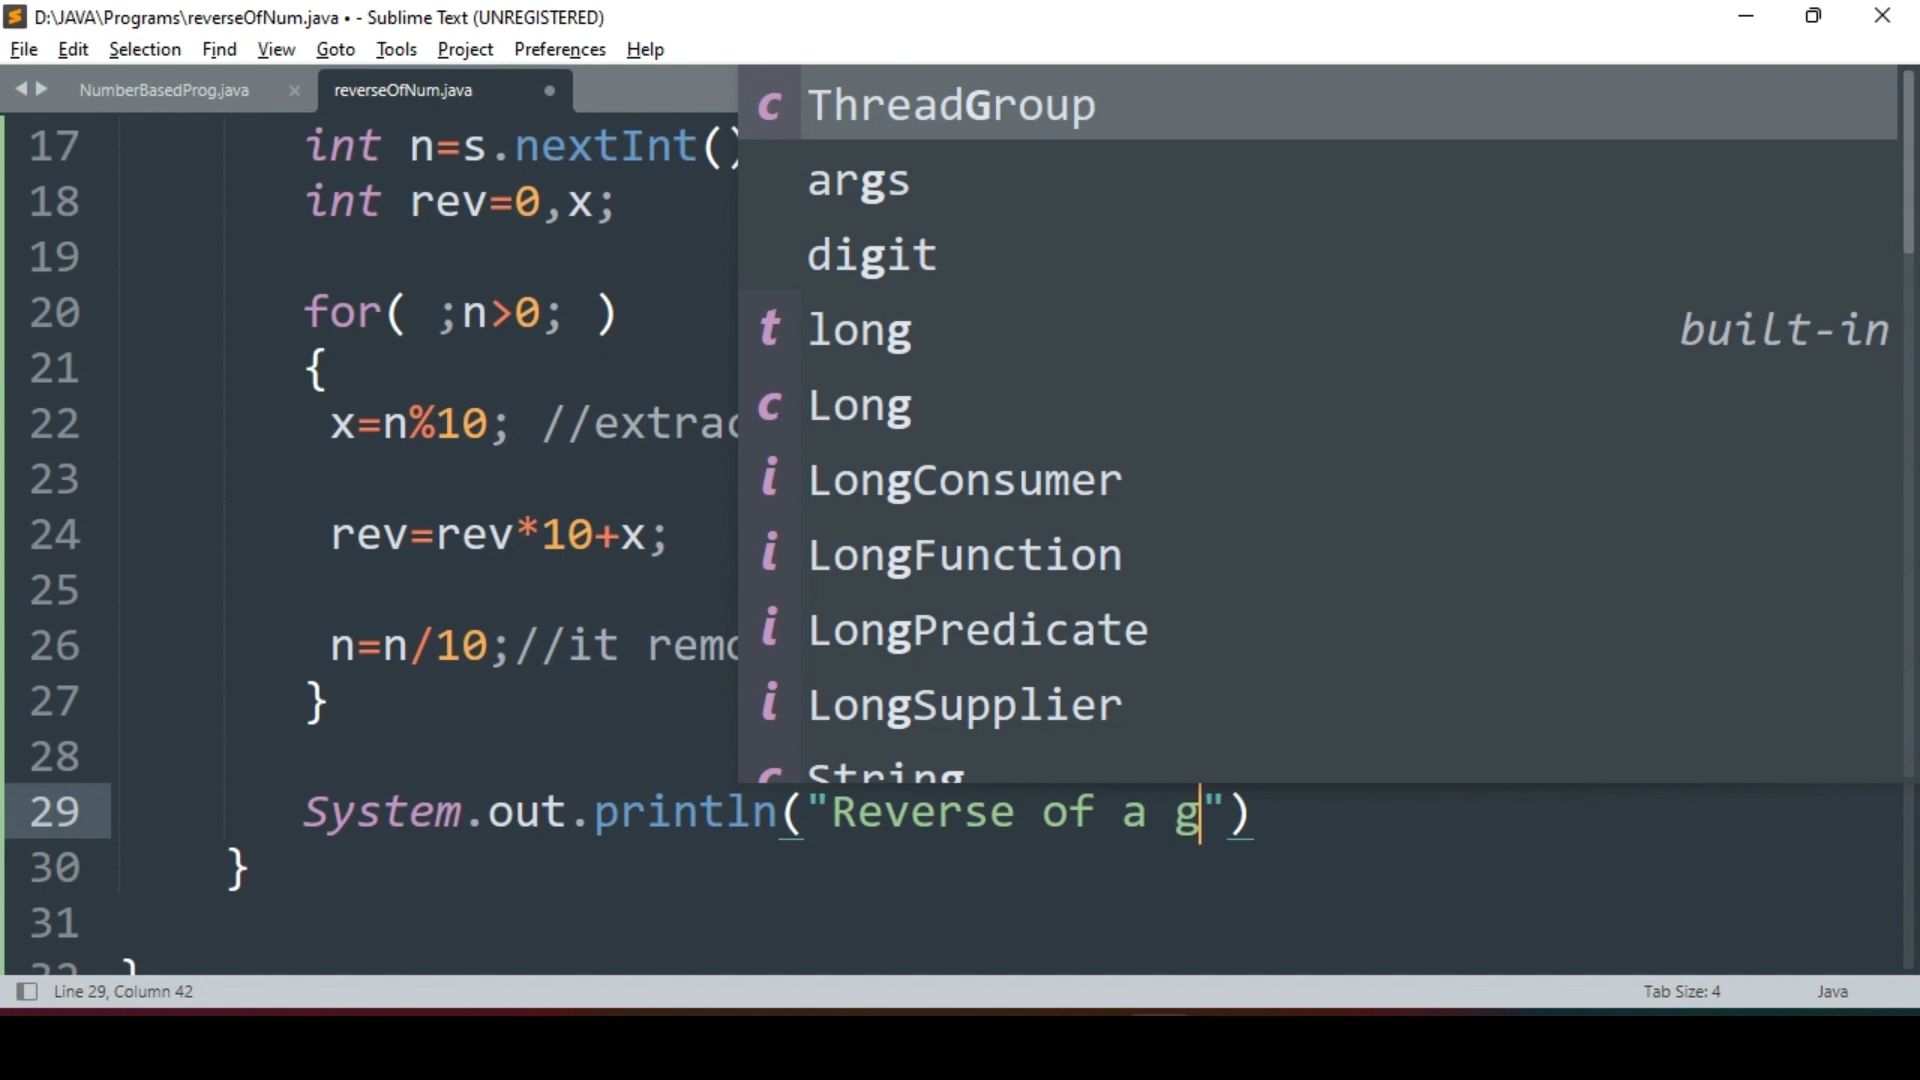 D:\JAVA\Programs\reverseOfNum.java • - Sublime Text (UNREGISTERED)
File Edit Selection Find View Goto Tools Project Preferences Help
NumberBasedProg.java reverseOfNum.java
ThreadGroup
args
digit
long built-in
Long
LongConsumer
LongFunction
LongPredicate
LongSupplier
String
17 int n=s.nextInt()
18 int rev=0,x;
19
20 for( ;n>0; )
21 {
22 x=n%10; //extrac
23
24 rev=rev*10+x;
25
26 n=n/10;//it remo
27 }
28
29 System.out.println("Reverse of a g")
30 }
31
32 }
Line 29, Column 42 Tab Size: 4 Java